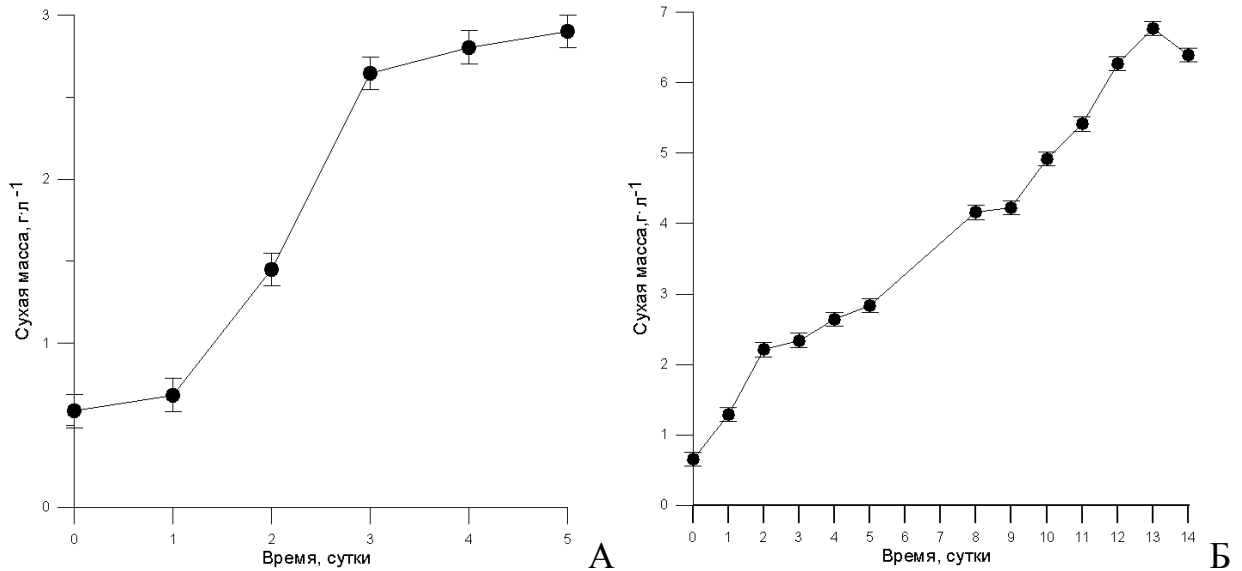 3
2
1
0
Сухая масса, г·л⁻¹
0 1 2 3 4 5
Время, сутки
А
7
6
5
4
3
2
1
0
Сухая масса,г·л⁻¹
0 1 2 3 4 5 6 7 8 9 10 11 12 13 14
Время, сутки
Б